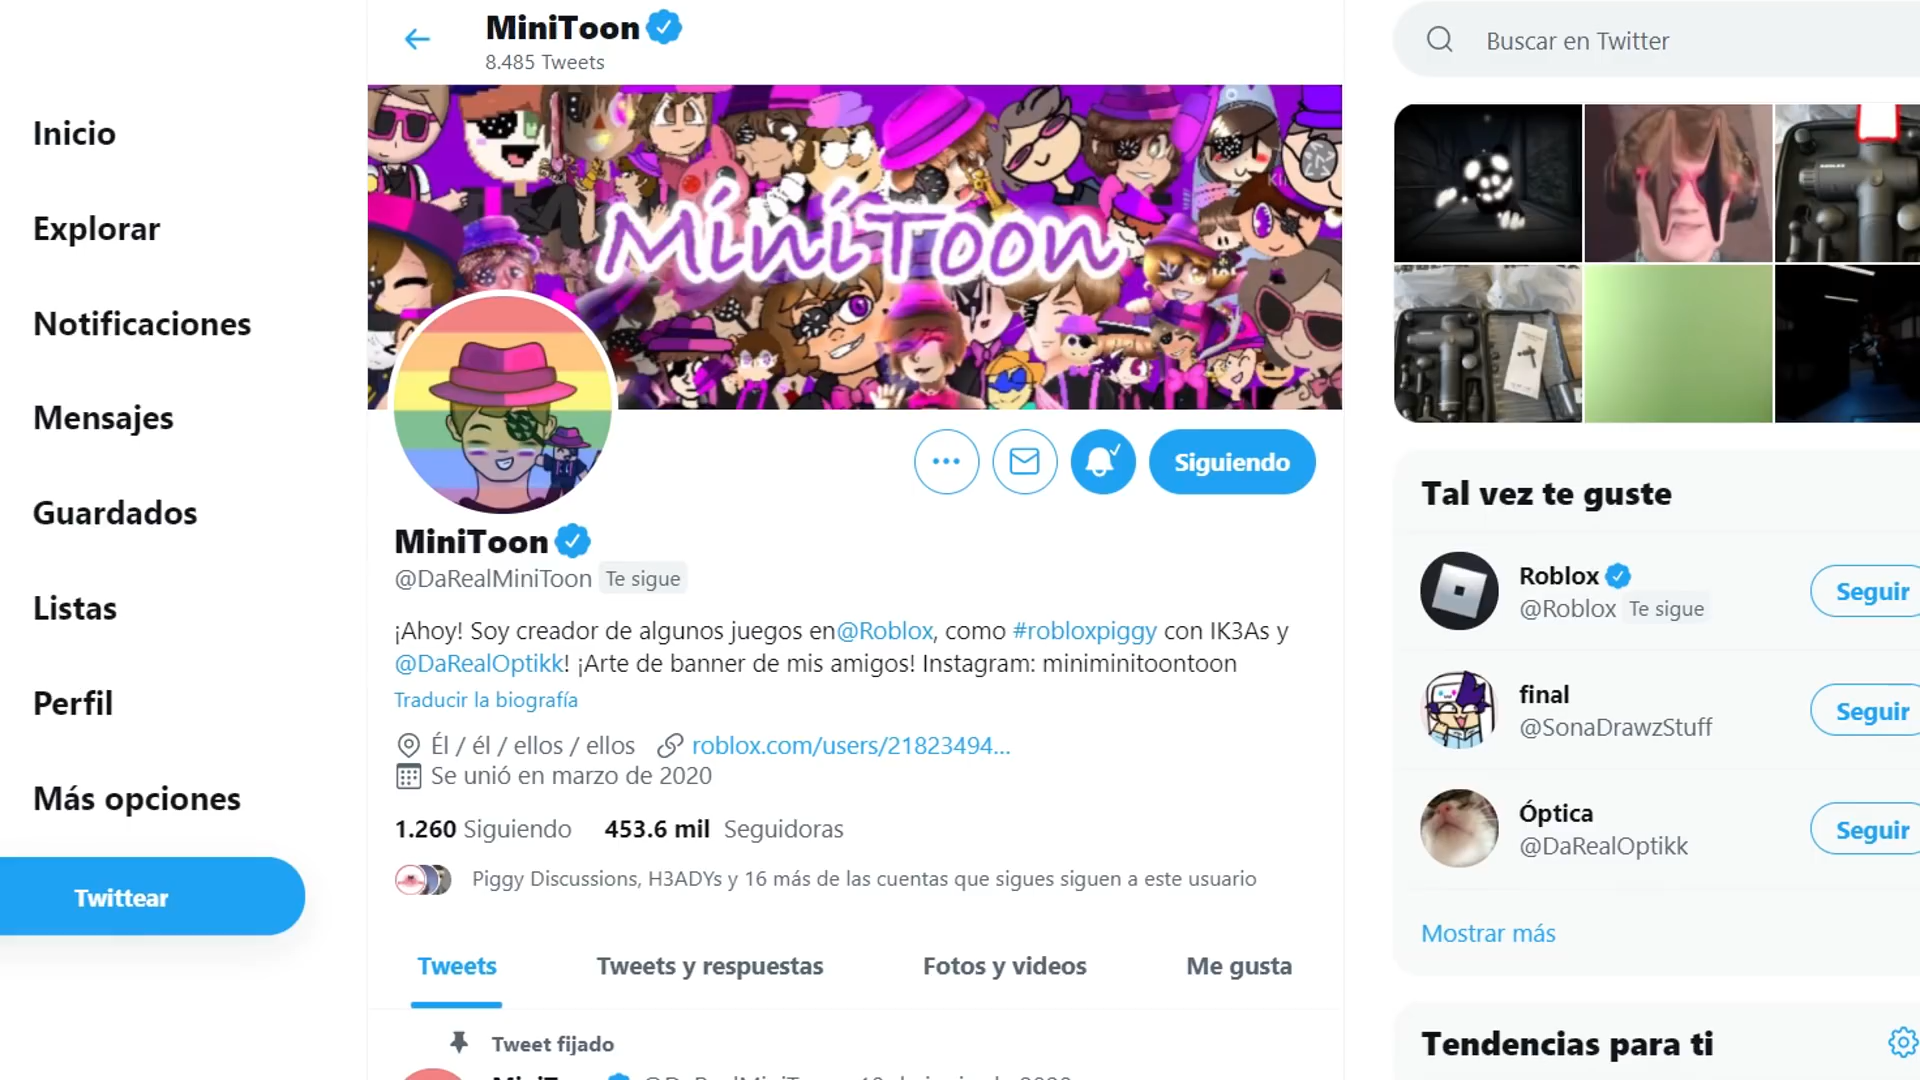 MiniToon
8.485 Tweets
Buscar en Twitter
Inicio
Explorar
Notificaciones
Mensajes
Guardados
Listas
Perfil
Más opciones
Twittear
MiniToon
Siguiendo
MiniToon
@DaRealMiniToon Te sigue
¡Ahoy! Soy creador de algunos juegos en@Roblox, como #robloxpiggy con IK3As y
@DaRealOptikk! ¡Arte de banner de mis amigos! Instagram: miniminitoontoon
Traducir la biografía
Él / él / ellos / ellos roblox.com/users/21823494...
Se unió en marzo de 2020
1.260 Siguiendo 453.6 mil Seguidoras
Piggy Discussions, H3ADYs y 16 más de las cuentas que sigues siguen a este usuario
Tweets Tweets y respuestas Fotos y videos Me gusta
Tweet fijado
Tal vez te guste
Roblox
@Roblox Te sigue
Seguir
final
@SonaDrawzStuff
Seguir
Óptica
@DaRealOptikk
Seguir
Mostrar más
Tendencias para ti